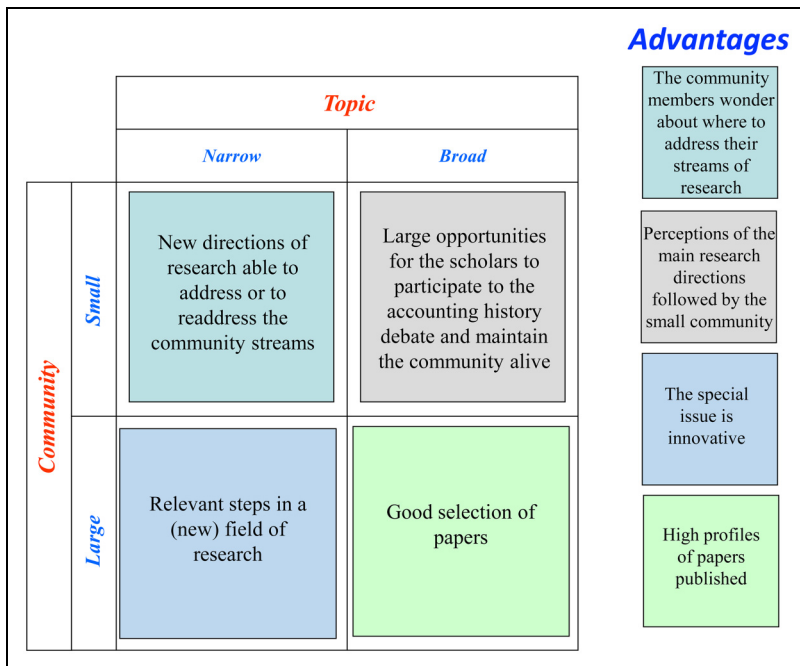 Advantages
Topic
Narrow
Broad
Community
Small
Large
New directions of
research able to
address or to
readdress the
community streams
Large opportunities
for the scholars to
participate to the
accounting history
debate and maintain
the community alive
Relevant steps in a
(new) field of
research
Good selection of
papers
The community
members wonder
about where to
address their
streams of
research
Perceptions of the
main research
directions
followed by the
small community
The special
issue is
innovative
High profiles
of papers
published